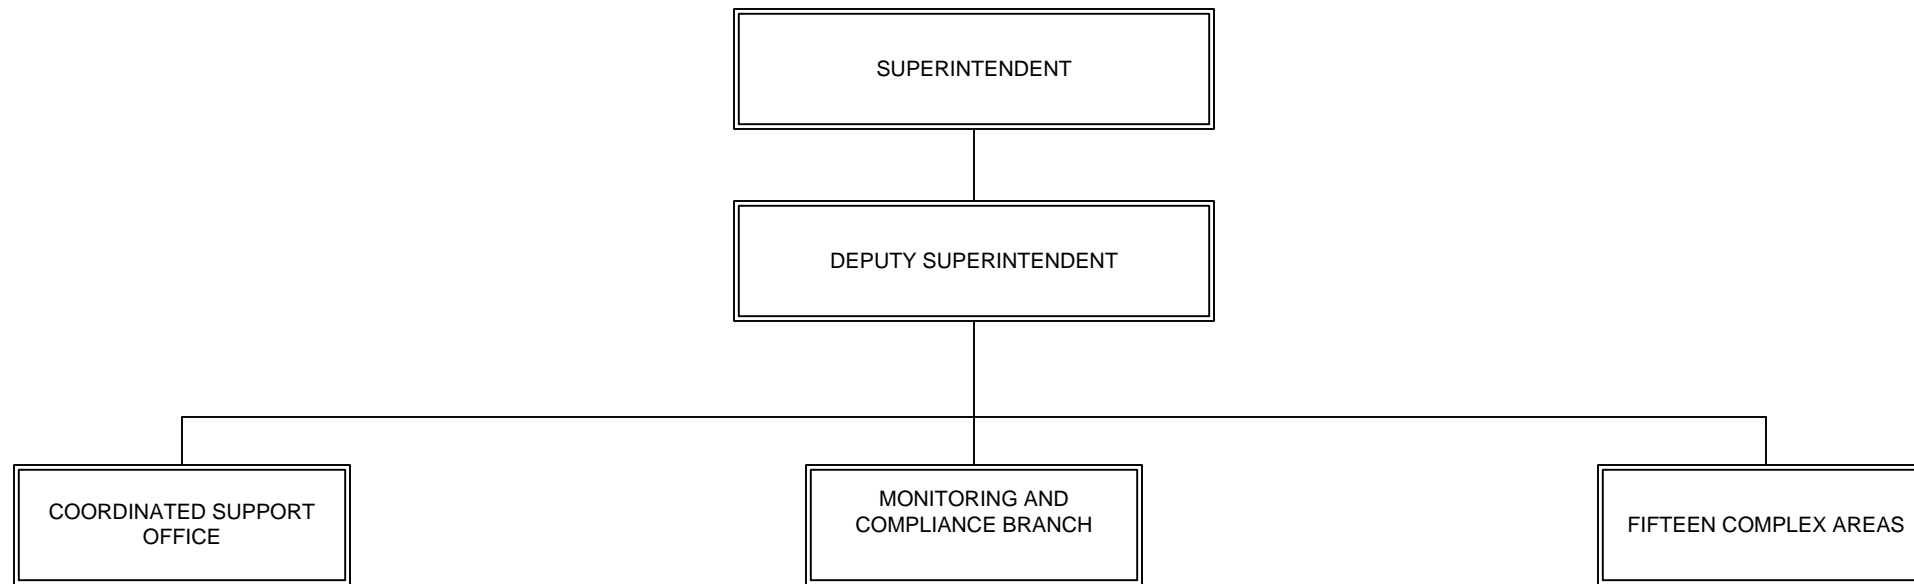 SUPERINTENDENT
DEPUTY SUPERINTENDENT
COORDINATED SUPPORT
OFFICE
MONITORING AND
COMPLIANCE BRANCH
FIFTEEN COMPLEX AREAS